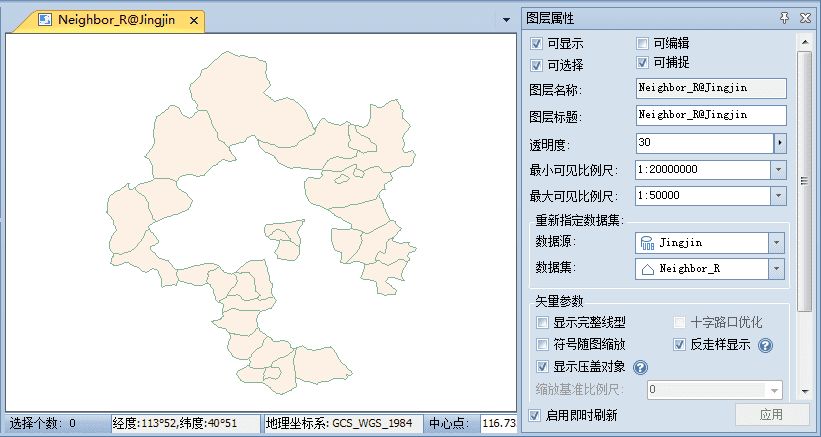 Neighbor_R@Jingjin
图层属性
可显示 可编辑
可选择 可捕捉
图层名称: Neighbor_R@Jingjin
图层标题: Neighbor_R@Jingjin
透明度: 30
最小可见比例尺: 1:20000000
最大可见比例尺: 1:50000
重新指定数据集:
数据源: Jingjin
数据集: Neighbor_R
矢量参数
显示完整线型 十字路口优化
符号随图缩放 反走样显示
显示压盖对象
缩放基准比例尺: 0
启用即时刷新 应用
选择个数: 0 经度:113°52,纬度:40°51 地理坐标系: GCS_WGS_1984 中心点: 116.73